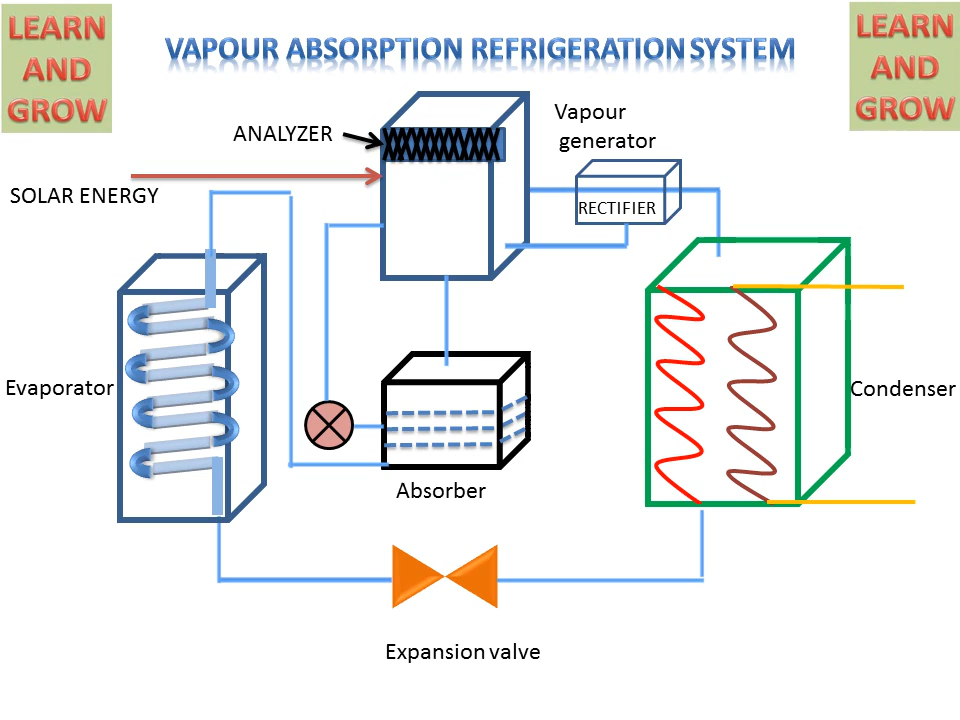 LEARN
AND
GROW
VAPOUR ABSORPTION REFRIGERATION SYSTEM
LEARN
AND
GROW
Vapour
generator
ANALYZER
SOLAR ENERGY
RECTIFIER
Evaporator
Condenser
Absorber
Expansion valve